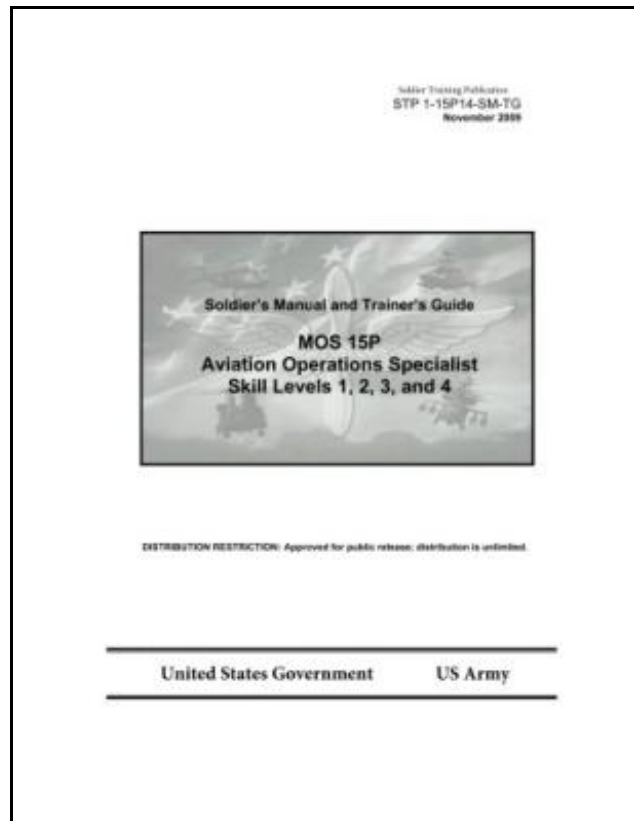 Soldier Training Publication
STP 1-15P14-SM-TG
November 2009
Soldier's Manual and Trainer's Guide
MOS 15P
Aviation Operations Specialist
Skill Levels 1, 2, 3, and 4
DISTRIBUTION RESTRICTION: Approved for public release; distribution is unlimited.
United States Government US Army